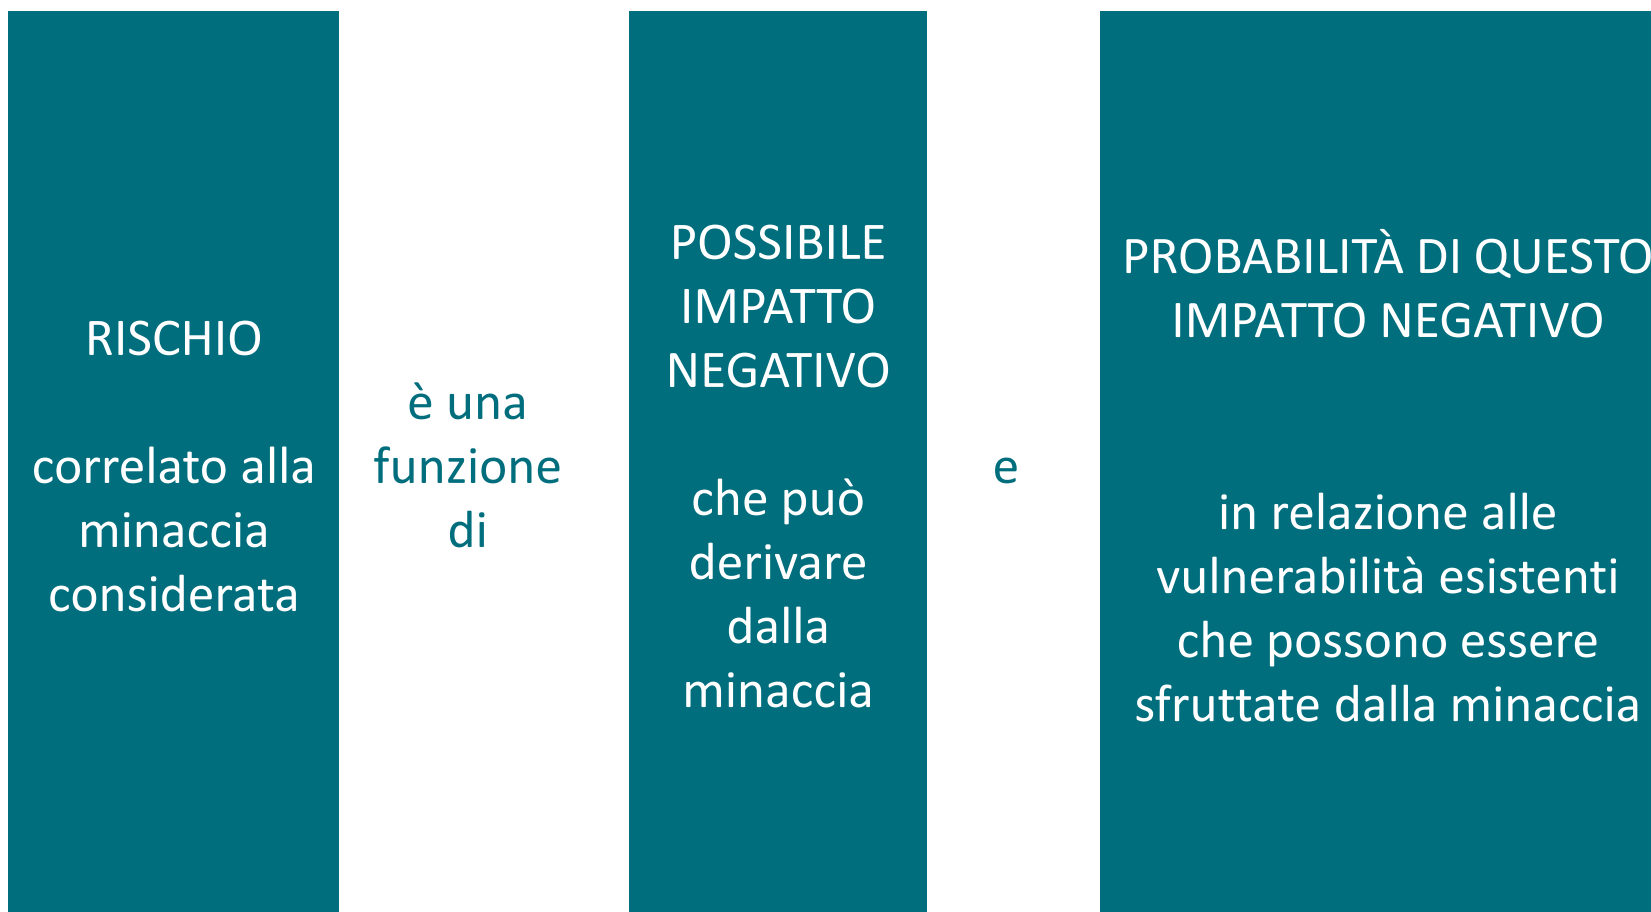 RISCHIO
correlato alla
minaccia
considerata
è una
funzione
di
POSSIBILE
IMPATTO
NEGATIVO
che può
derivare
dalla
minaccia
e
PROBABILITÀ DI QUESTO
IMPATTO NEGATIVO
in relazione alle
vulnerabilità esistenti
che possono essere
sfruttate dalla minaccia